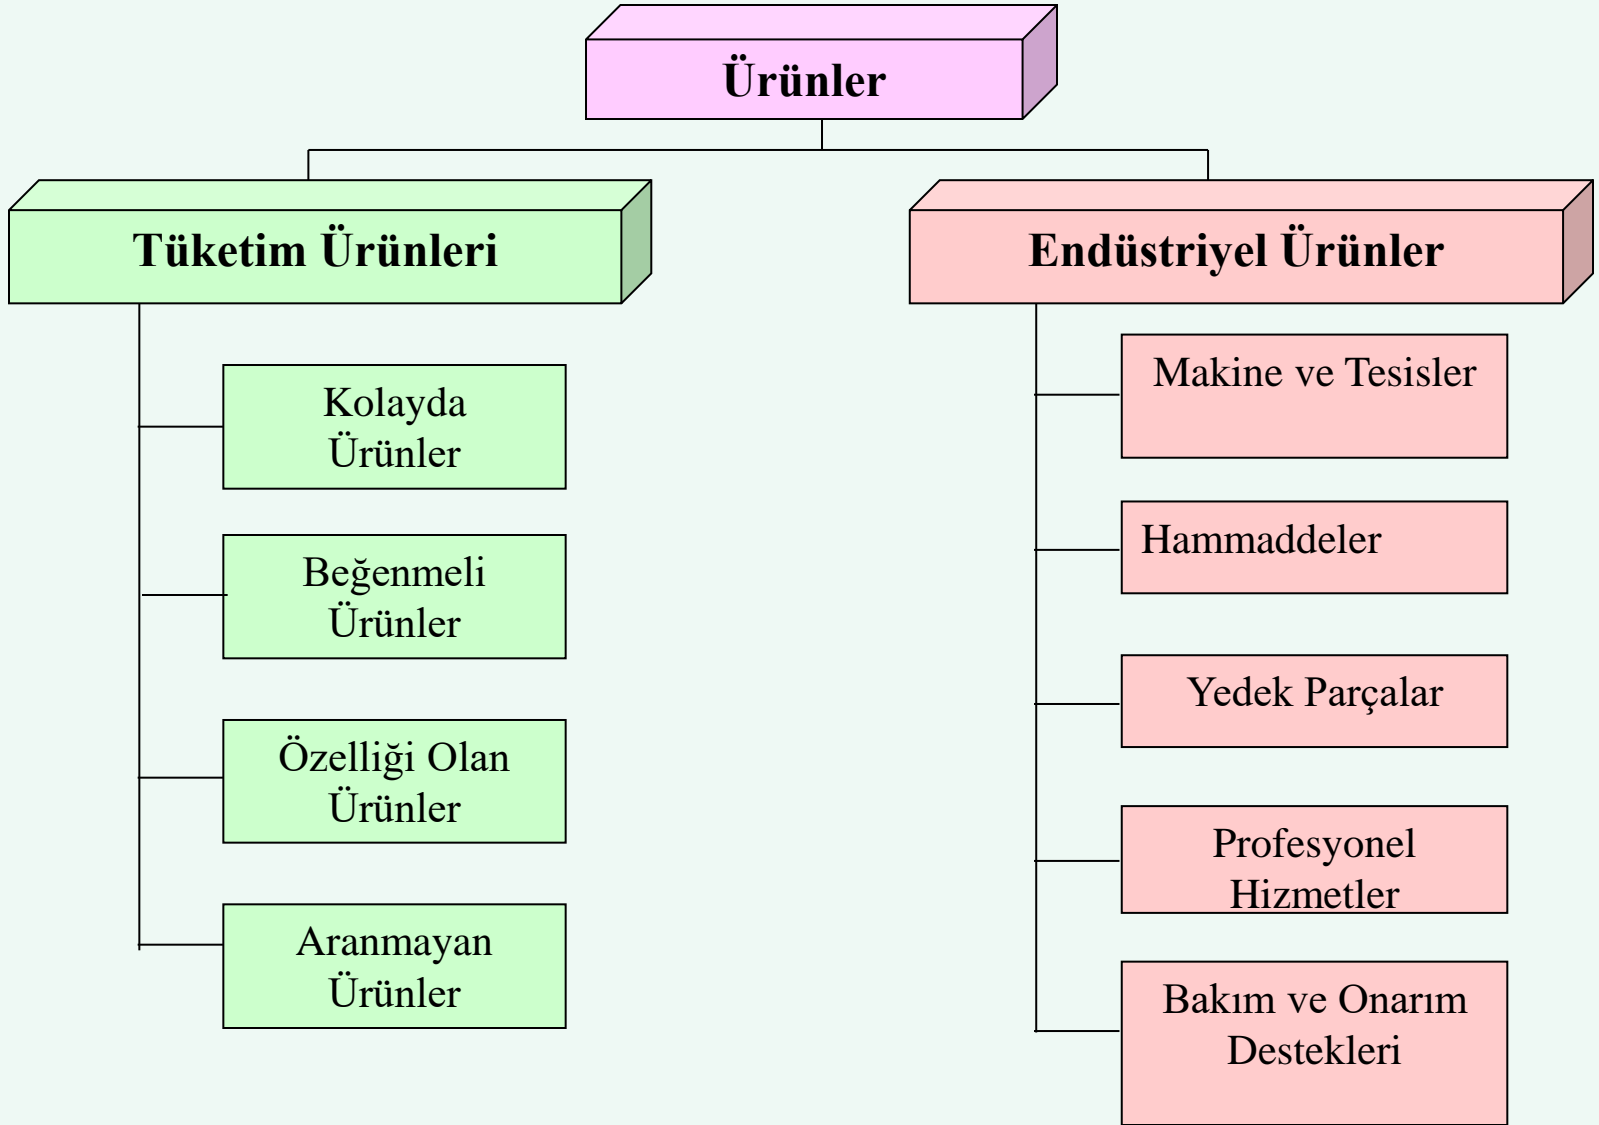 Ürünler
Tüketim Ürünleri
Kolayda
Ürünler
Beğenmeli
Ürünler
Özelliği Olan
Ürünler
Aranmayan
Ürünler
Endüstriyel Ürünler
Makine ve Tesisler
Hammaddeler
Yedek Parçalar
Profesyonel
Hizmetler
Bakım ve Onarım
Destekleri